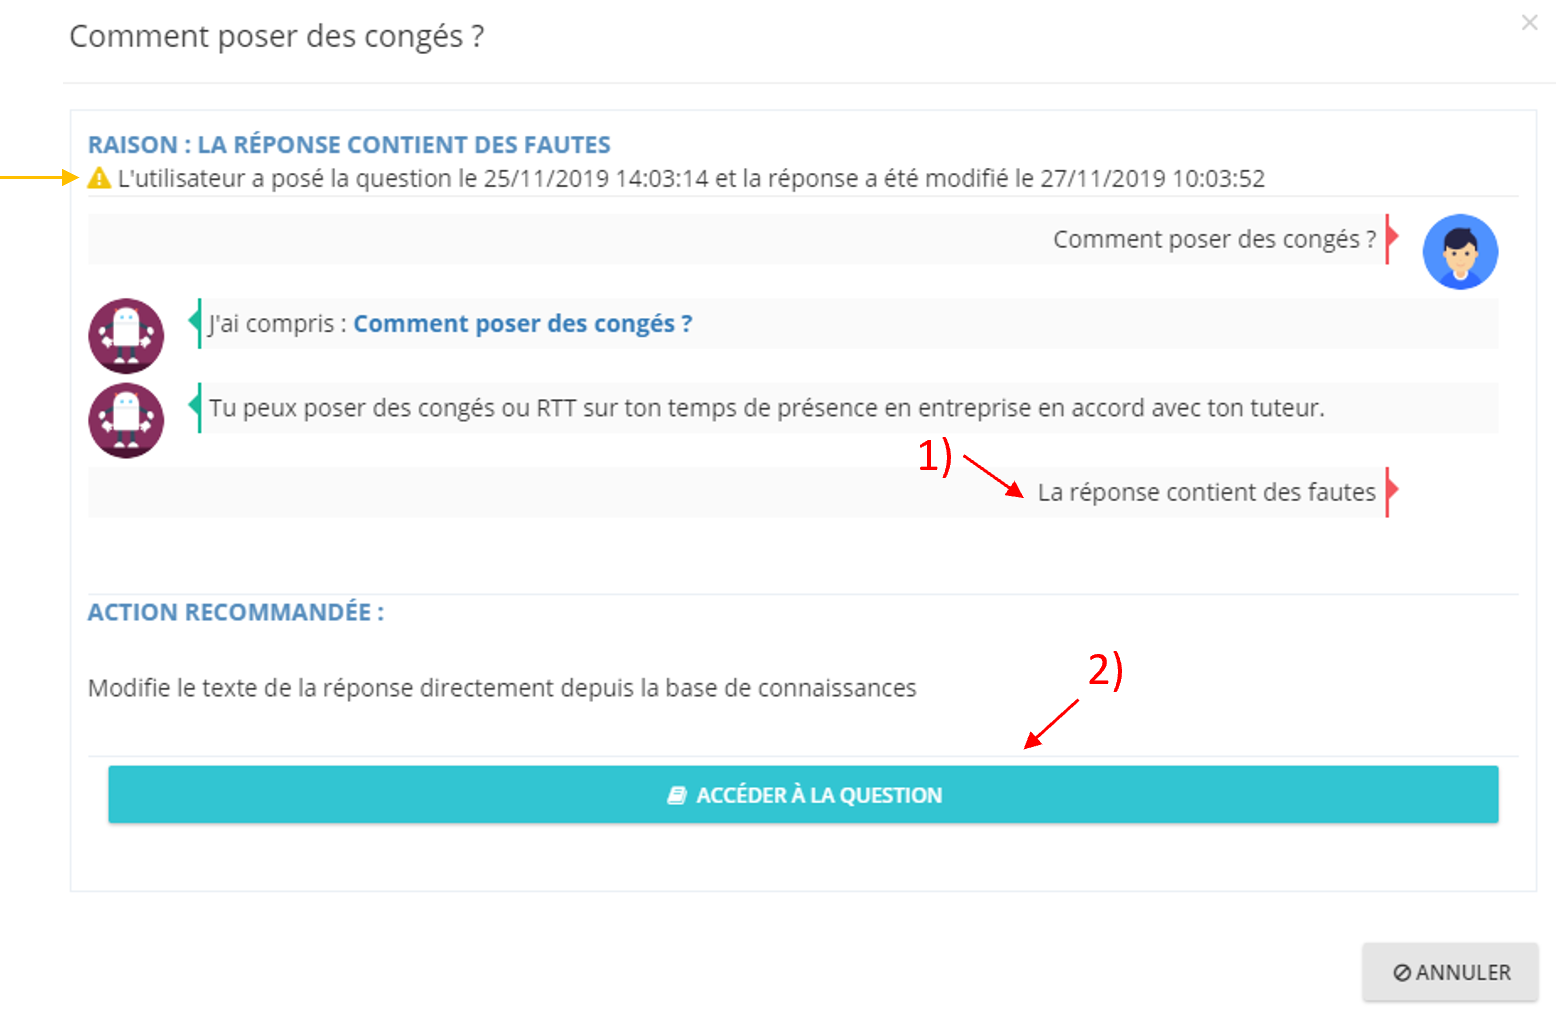 Comment poser des congés ?
×
RAISON : LA RÉPONSE CONTIENT DES FAUTES
L'utilisateur a posé la question le 25/11/2019 14:03:14 et la réponse a été modifié le 27/11/2019 10:03:52
Comment poser des congés ?
J'ai compris : Comment poser des congés ?
Tu peux poser des congés ou RTT sur ton temps de présence en entreprise en accord avec ton tuteur.
1)
La réponse contient des fautes
ACTION RECOMMANDÉE :
2)
Modifie le texte de la réponse directement depuis la base de connaissances
ACCÉDER À LA QUESTION
ANNULER